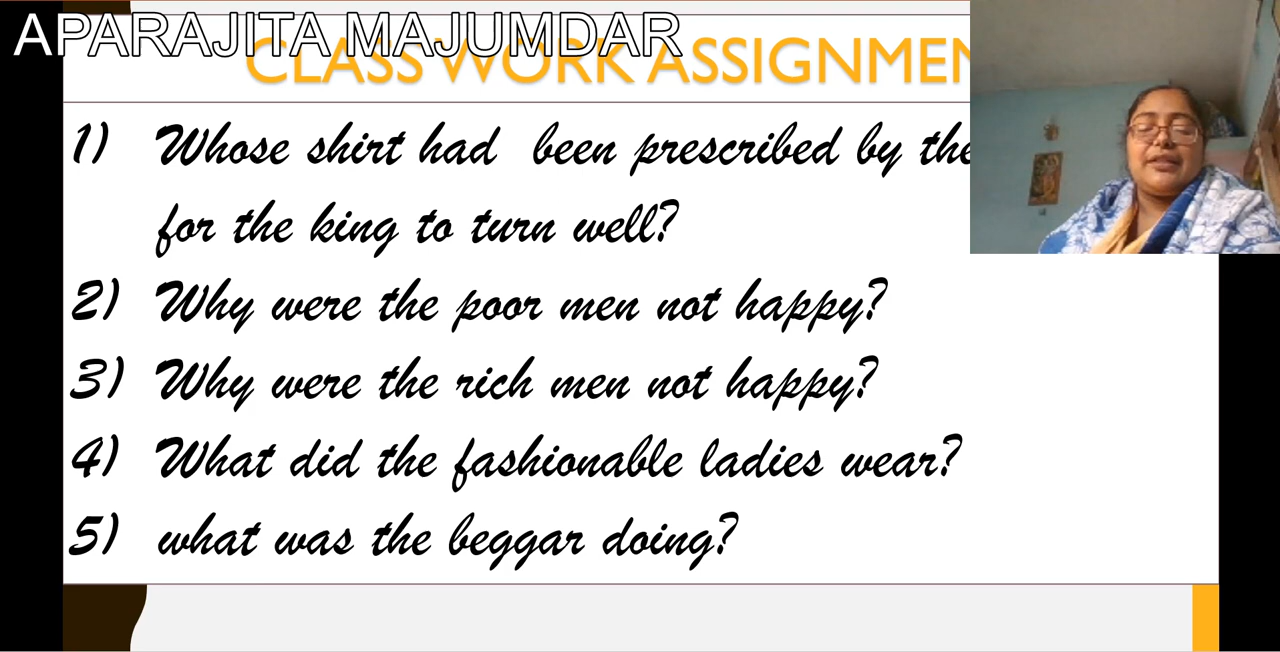 APARAJITA MAJUMDAR
CLASS WORK ASSIGNMEN
1) Whose shirt had been prescribed by the
for the king to turn well?
2) Why were the poor men not happy?
3) Why were the rich men not happy?
4) What did the fashionable ladies wear?
5) what was the beggar doing?